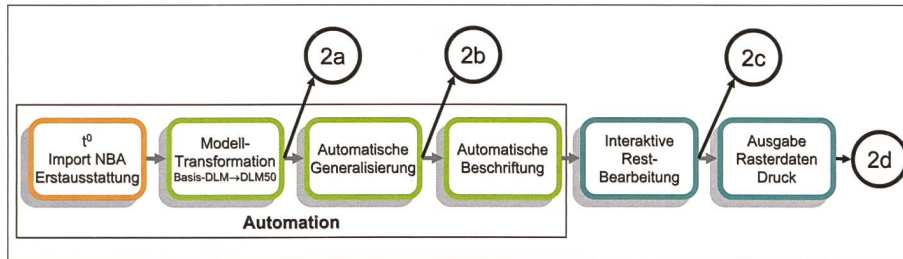 2a
2b
2c
t⁰
Import NBA
Erstausstattung
Modell-
Transformation
Basis-DLM→DLM50
Automatische
Generalisierung
Automatische
Beschriftung
Interaktive
Rest-
Bearbeitung
Ausgabe
Rasterdaten
Druck
2d
Automation